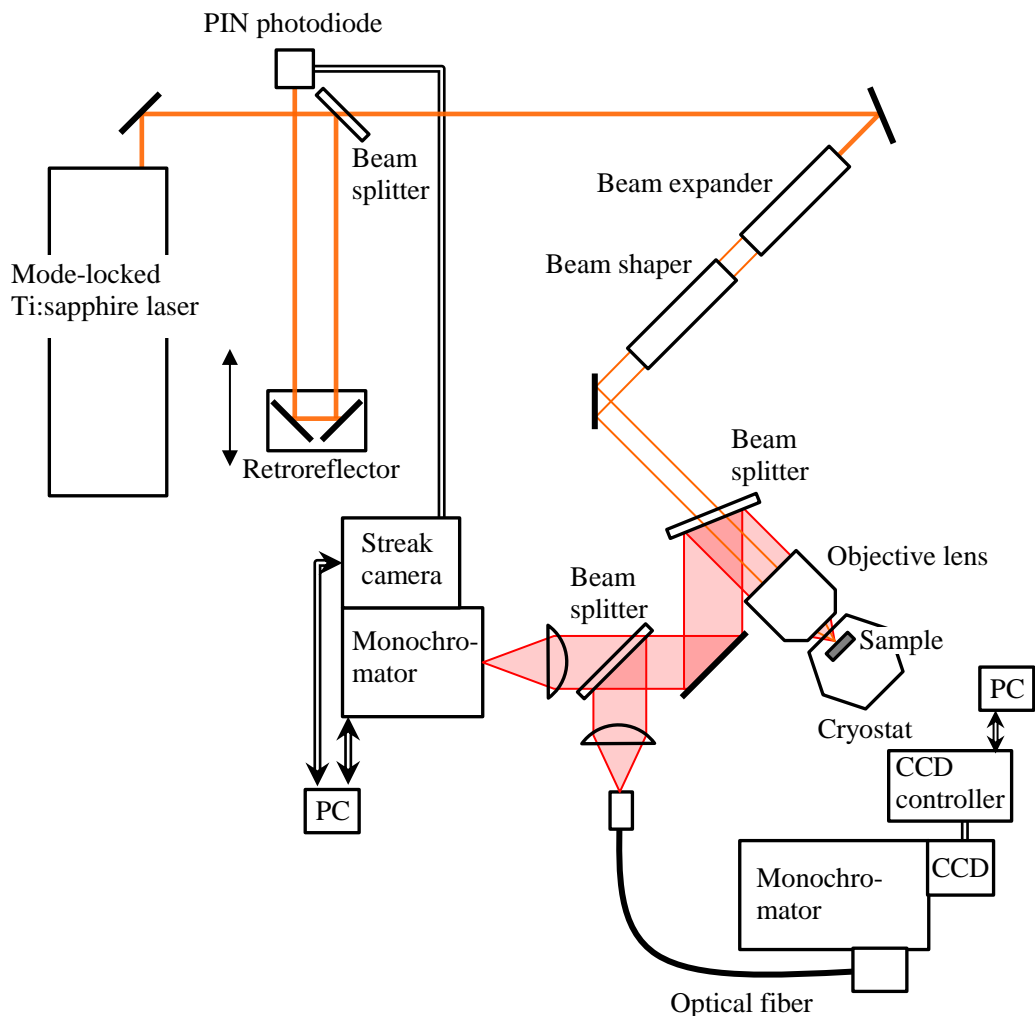 PIN photodiode
Beam
splitter
Beam expander
Beam shaper
Mode-locked
Ti:sapphire laser
Retroreflector
Beam
splitter
Streak
camera
Beam
splitter
Objective lens
Monochro-
mator
Sample
Cryostat
PC
CCD
controller
PC
CCD
Monochro-
mator
Optical fiber